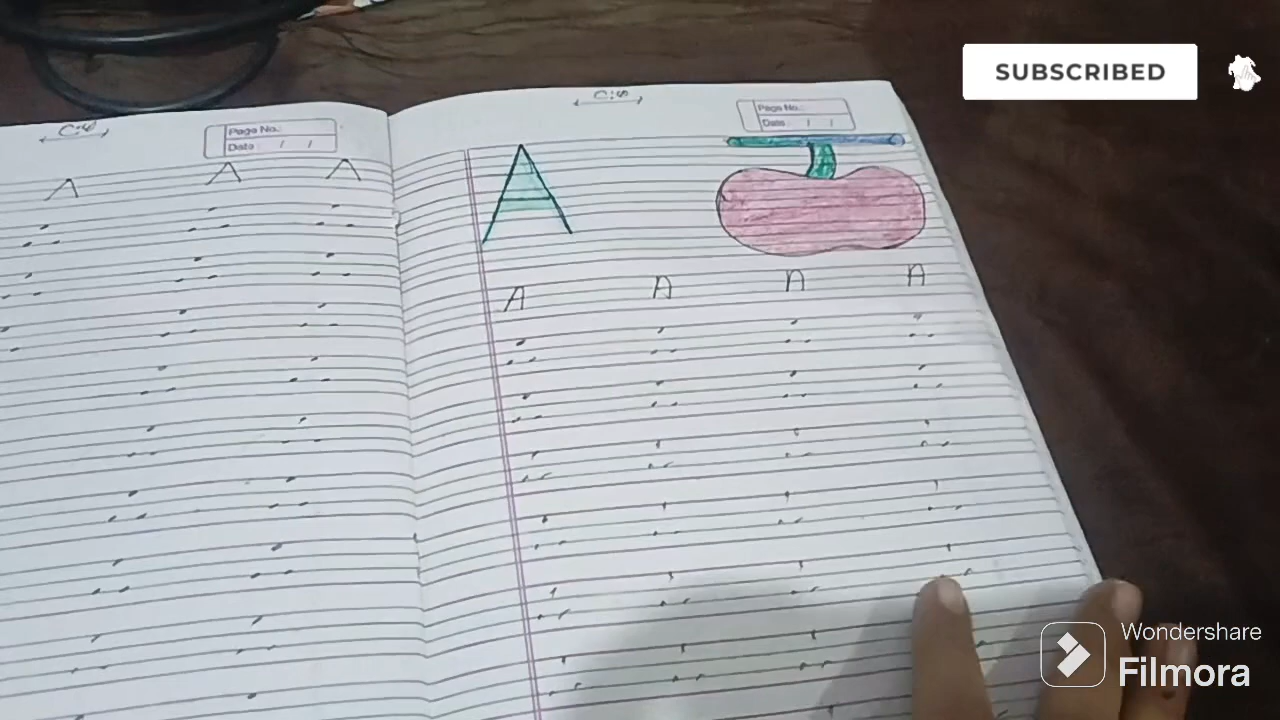 SUBSCRIBED
C.W
Page No.:
Date: / /
Λ Λ Λ
C.W
Page No.:
Date: / /
A
A A A A
Wondershare
Filmora